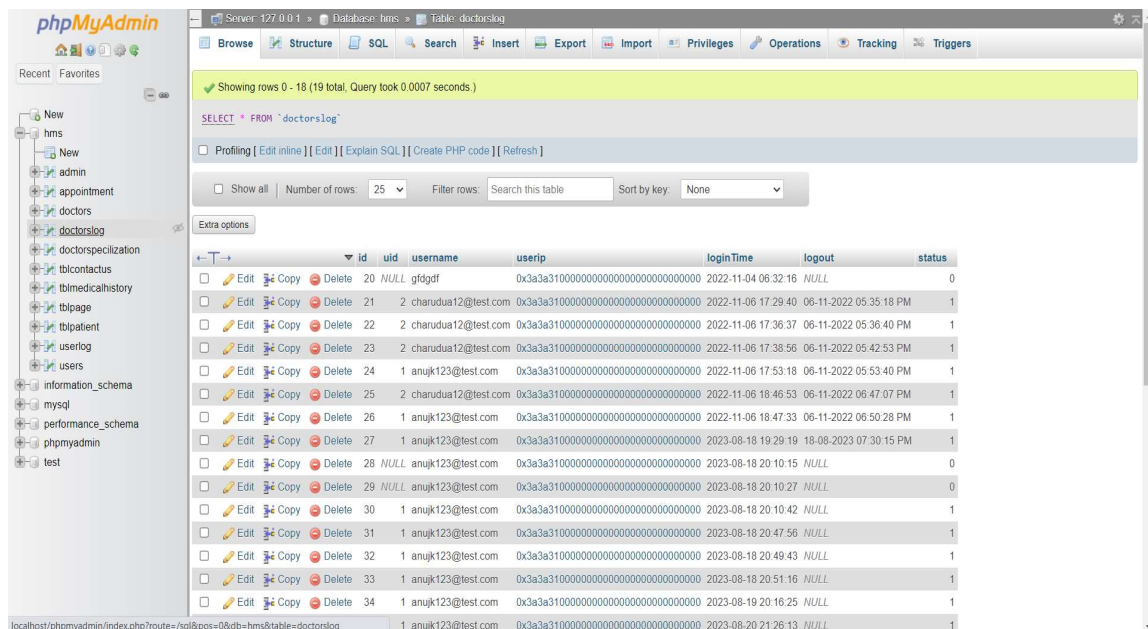 phpMyAdmin
Recent Favorites
New
hms
New
admin
appointment
doctors
doctorslog
doctorspecilization
tblcontactus
tblmedicalhistory
tblpage
tblpatient
userlog
users
information_schema
mysql
performance_schema
phpmyadmin
test
Server: 127.0.0.1 » Database: hms » Table: doctorslog
Browse Structure SQL Search Insert Export Import Privileges Operations Tracking Triggers
Showing rows 0 - 18 (19 total, Query took 0.0007 seconds.)
SELECT * FROM `doctorslog`
Profiling [ Edit inline ] [ Edit ] [ Explain SQL ] [ Create PHP code ] [ Refresh ]
Show all | Number of rows: 25 Filter rows: Search this table Sort by key: None
Extra options
←T→ id uid username userip loginTime logout status
Edit Copy Delete 20 NULL gfdgdf 0x3a3a3100000000000000000000000000 2022-11-04 06:32:16 NULL 0
Edit Copy Delete 21 2 charudua12@test.com 0x3a3a3100000000000000000000000000 2022-11-06 17:29:40 06-11-2022 05:35:18 PM 1
Edit Copy Delete 22 2 charudua12@test.com 0x3a3a3100000000000000000000000000 2022-11-06 17:36:37 06-11-2022 05:36:40 PM 1
Edit Copy Delete 23 2 charudua12@test.com 0x3a3a3100000000000000000000000000 2022-11-06 17:38:56 06-11-2022 05:42:53 PM 1
Edit Copy Delete 24 1 anujk123@test.com 0x3a3a3100000000000000000000000000 2022-11-06 17:53:18 06-11-2022 05:53:40 PM 1
Edit Copy Delete 25 2 charudua12@test.com 0x3a3a3100000000000000000000000000 2022-11-06 18:46:53 06-11-2022 06:47:07 PM 1
Edit Copy Delete 26 1 anujk123@test.com 0x3a3a3100000000000000000000000000 2022-11-06 18:47:33 06-11-2022 06:50:28 PM 1
Edit Copy Delete 27 1 anujk123@test.com 0x3a3a3100000000000000000000000000 2023-08-18 19:29:19 18-08-2023 07:30:15 PM 1
Edit Copy Delete 28 NULL anujk123@test.com 0x3a3a3100000000000000000000000000 2023-08-18 20:10:15 NULL 0
Edit Copy Delete 29 NULL anujk123@test.com 0x3a3a3100000000000000000000000000 2023-08-18 20:10:27 NULL 0
Edit Copy Delete 30 1 anujk123@test.com 0x3a3a3100000000000000000000000000 2023-08-18 20:10:42 NULL 1
Edit Copy Delete 31 1 anujk123@test.com 0x3a3a3100000000000000000000000000 2023-08-18 20:47:56 NULL 1
Edit Copy Delete 32 1 anujk123@test.com 0x3a3a3100000000000000000000000000 2023-08-18 20:49:43 NULL 1
Edit Copy Delete 33 1 anujk123@test.com 0x3a3a3100000000000000000000000000 2023-08-18 20:51:16 NULL 1
Edit Copy Delete 34 1 anujk123@test.com 0x3a3a3100000000000000000000000000 2023-08-19 20:16:25 NULL 1
1 anujk123@test.com 0x3a3a3100000000000000000000000000 2023-08-20 21:26:13 NULL 1
localhost/phpmyadmin/index.php?route=/sql&pos=0&db=hms&table=doctorslog